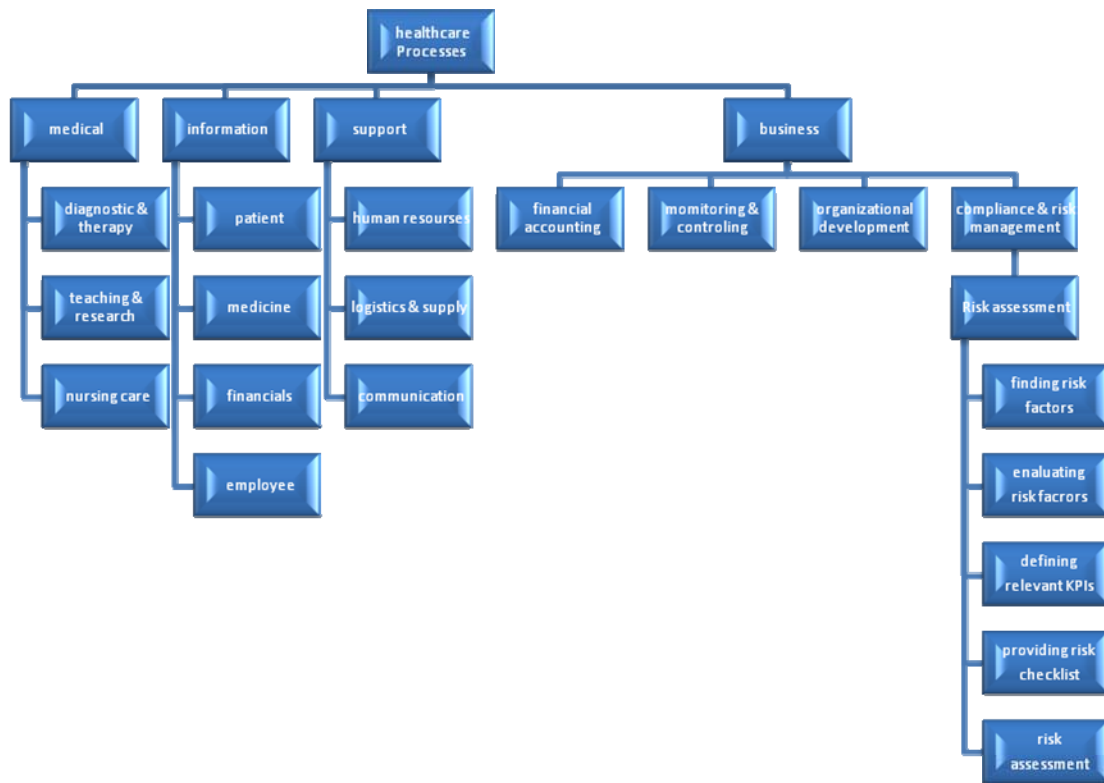 healthcare
Processes
medical
information
support
business
diagnostic &
therapy
patient
human resourses
financial
accounting
momitoring &
controling
organizational
development
compliance & risk
management
teaching &
research
medicine
logistics & supply
Risk assessment
nursing care
financials
communication
finding risk
factors
employee
enaluating
risk facrors
defining
relevant KPIs
providing risk
checklist
risk
assessment